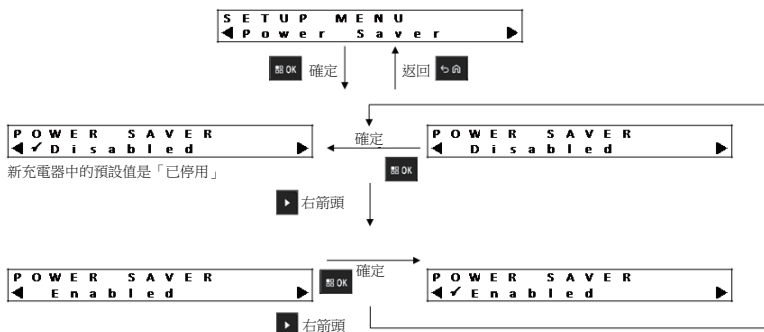 SETUP MENU
Power Saver
OK 確定
返回
確定
POWER SAVER
✓Disabled
POWER SAVER
Disabled
新充電器中的預設值是「已停用」
OK
右箭頭
確定
OK
POWER SAVER
Enabled
POWER SAVER
✓Enabled
右箭頭